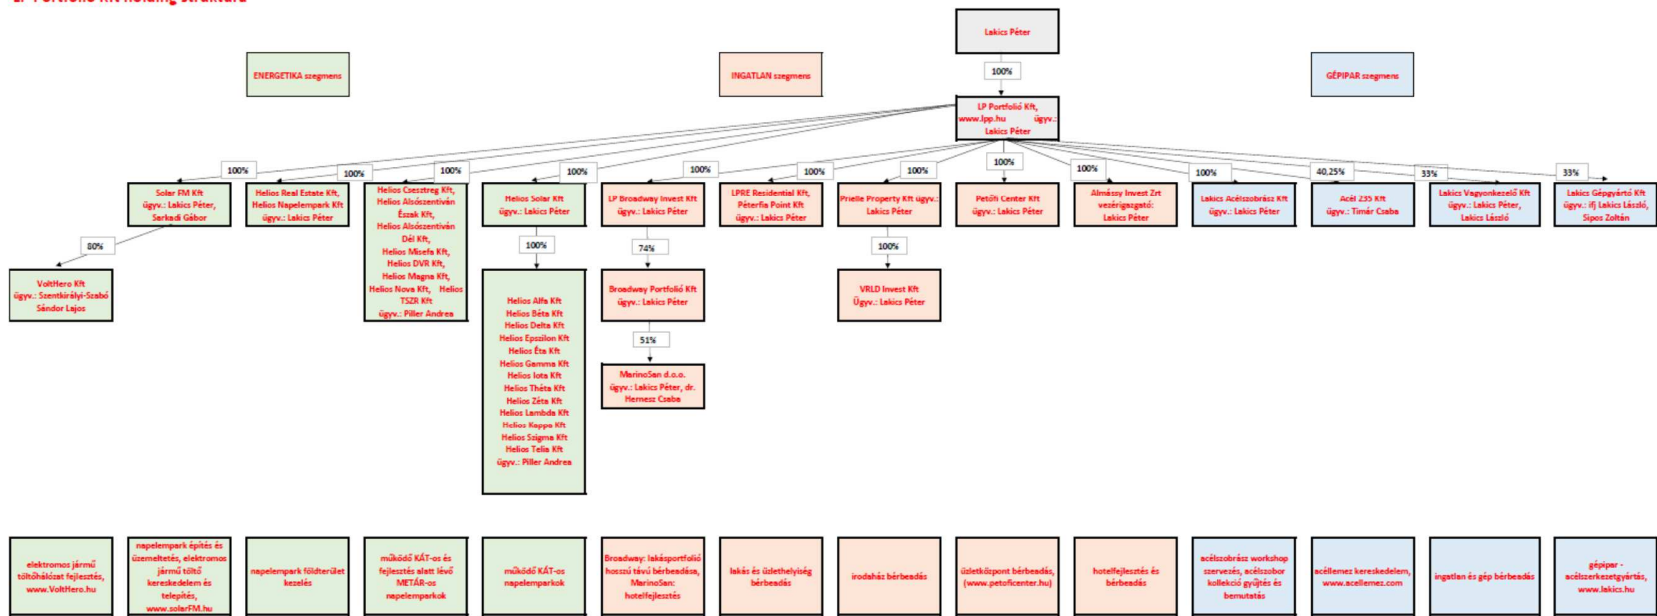 LP Portfólió Kft holding struktúra
Lakics Péter
ENERGETIKA szegmens
INGATLAN szegmens
GÉPIPAR szegmens
100%
LP Portfolió Kft,
www.lpp.hu ügyv.:
Lakics Péter
100%
100%
100%
100%
100%
100%
100%
100%
100%
100%
40,25%
33%
33%
Solar FM Kft
ügyv.: Lakics Péter,
Sarkadi Gábor
Helios Real Estate Kft,
Helios Napelempark Kft
ügyv.: Lakics Péter
Helios Csesztreg Kft,
Helios Alsószentiván
Észak Kft,
Helios Alsószentiván
Dél Kft,
Helios Misefa Kft,
Helios DVR Kft,
Helios Magna Kft,
Helios Nova Kft, Helios
TSZR Kft
ügyv.: Piller Andrea
Helios Solar Kft
ügyv.: Lakics Péter
LP Broadway Invest Kft
ügyv.: Lakics Péter
LPRE Residential Kft,
Péterfia Point Kft
ügyv.: Lakics Péter
Prielle Property Kft ügyv.:
Lakics Péter
Petőfi Center Kft
ügyv.: Lakics Péter
Almássy Invest Zrt
vezérigazgató:
Lakics Péter
Lakics Acélszobrász Kft
ügyv.: Lakics Péter
Acél 235 Kft
ügyv.: Timár Csaba
Lakics Vagyonkezelő Kft
ügyv.: Lakics Péter,
Lakics László
Lakics Gépgyártó Kft
ügyv.: ifj Lakics László,
Sipos Zoltán
80%
100%
74%
100%
VoltHero Kft
ügyv.: Szentkirályi-Szabó
Sándor Lajos
Helios Alfa Kft
Helios Béta Kft
Helios Delta Kft
Helios Epszilon Kft
Helios Éta Kft
Helios Gamma Kft
Helios Iota Kft
Helios Théta Kft
Helios Zéta Kft
Helios Lambda Kft
Helios Kappa Kft
Helios Szigma Kft
Helios Telia Kft
ügyv.: Piller Andrea
Broadway Portfolió Kft
ügyv.: Lakics Péter
VRLD Invest Kft
Ügyv.: Lakics Péter
51%
MarinoSan d.o.o.
ügyv.: Lakics Péter, dr.
Hernesz Csaba
elektromos jármű
töltőhálózat fejlesztés,
www.VoltHero.hu
napelempark építés és
üzemeltetés, elektromos
jármű töltő
kereskedelem és
telepítés,
www.solarFM.hu
napelempark földterület
kezelés
működő KÁT-os és
fejlesztés alatt lévő
METÁR-os
napelemparkok
működő KÁT-os
napelemparkok
Broadway: lakásportfolió
hosszú távú bérbeadása,
MarinoSan:
hotelfejlesztés
lakás és üzlethelyiség
bérbeadás
irodaház bérbeadás
üzletközpont bérbeadás,
(www.petoficenter.hu)
hotelfejlesztés és
bérbeadás
acélszobrász workshop
szervezés, acélszobor
kollekció gyűjtés és
bemutatás
acéllemez kereskedelem,
www.acellemez.com
ingatlan és gép bérbeadás
gépipar -
acélszerkezetgyártás,
www.lakics.hu